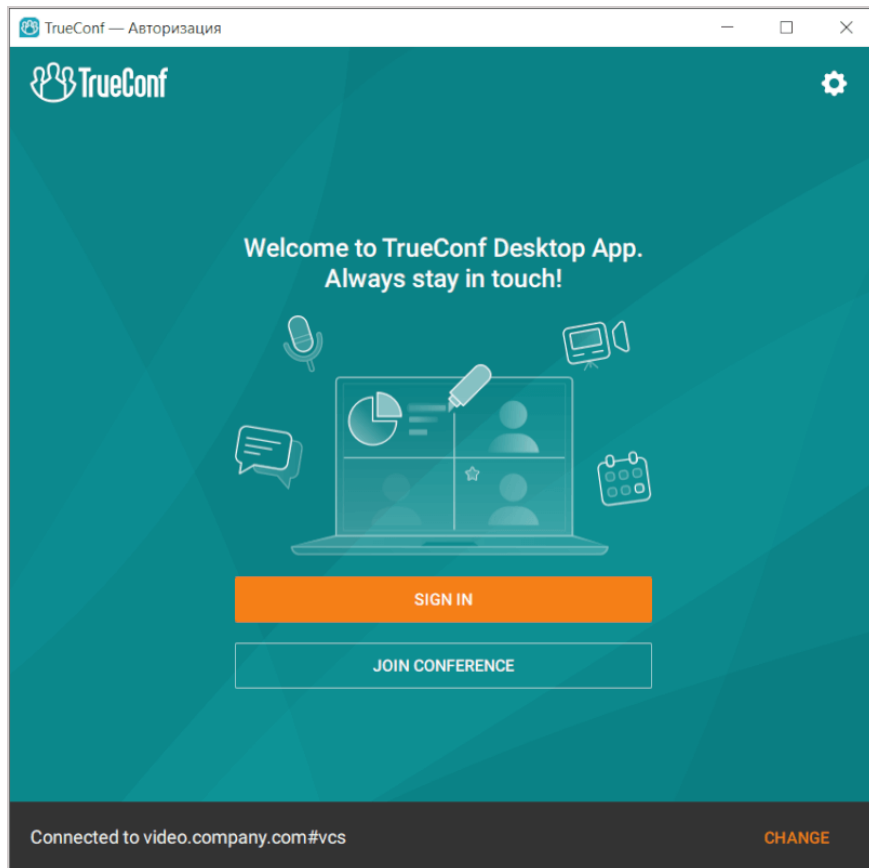 TrueConf — Авторизация
TrueConf
Welcome to TrueConf Desktop App.
Always stay in touch!
SIGN IN
JOIN CONFERENCE
Connected to video.company.com#vcs
CHANGE